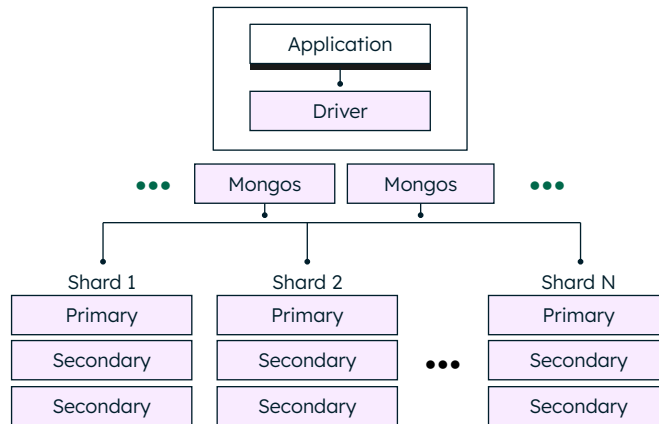 Application
Driver
Mongos Mongos
Shard 1 Shard 2 Shard N
Primary Primary Primary
Secondary Secondary Secondary
Secondary Secondary Secondary